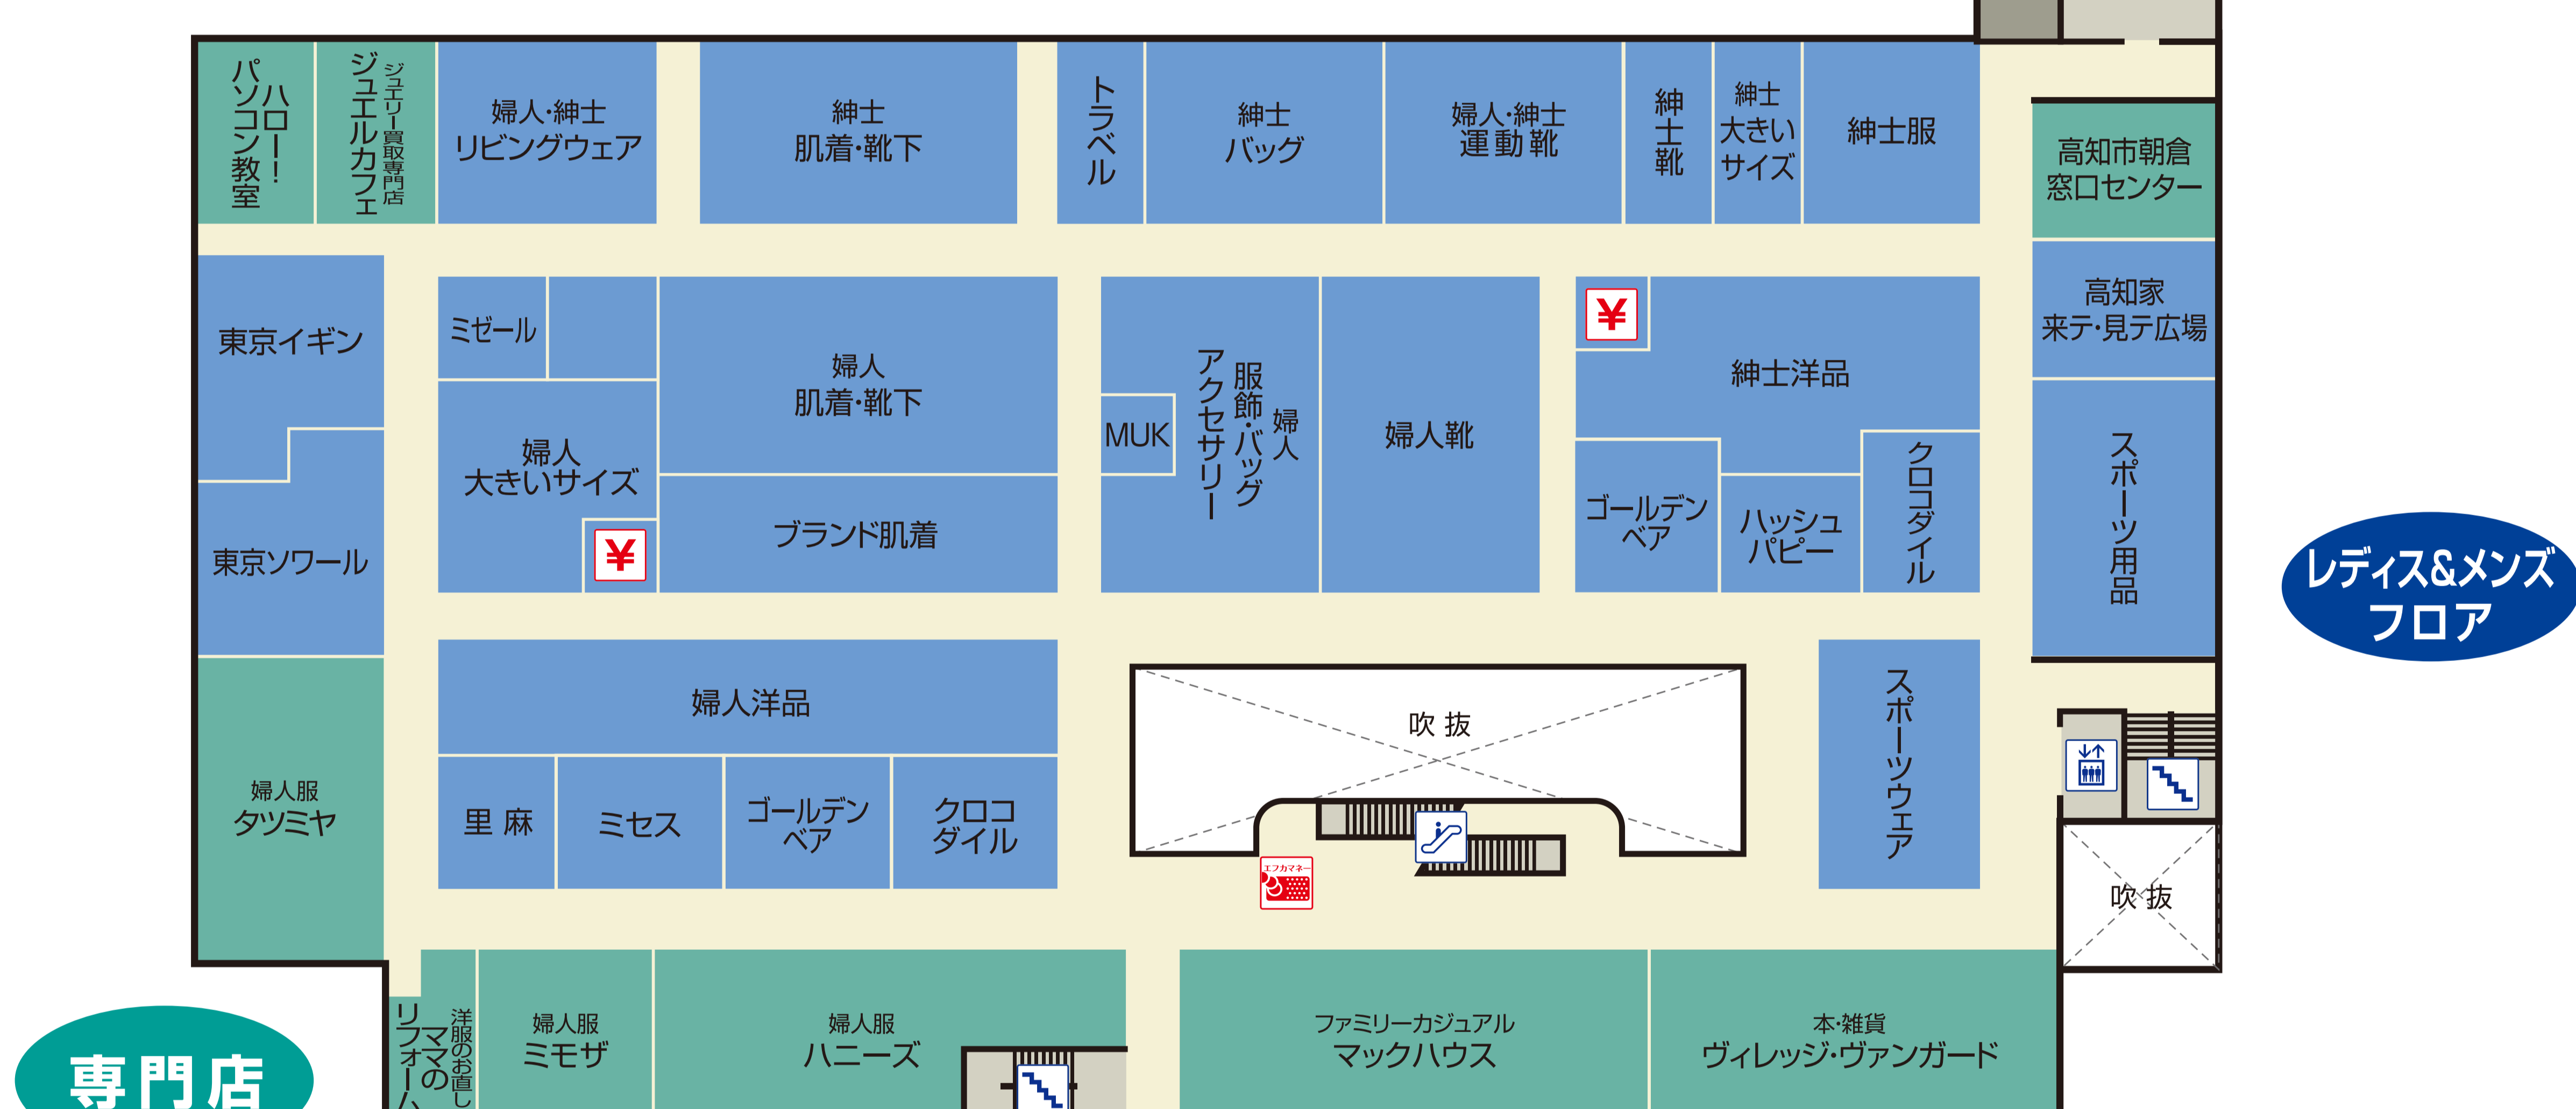 ハロー!
パソコン教室
ジュエリー買取専門店
ジュエルカフェ
婦人・紳士
リビングウェア
紳士
肌着・靴下
トラベル
紳士
バッグ
婦人・紳士
運動靴
紳士靴
紳士
大きい
サイズ
紳士服
高知市朝倉
窓口センター
東京イギン
ミゼール
婦人
肌着・靴下
婦人
服飾・バッグ
アクセサリー
MUK
婦人靴
¥
紳士洋品
高知家
来テ・見テ広場
婦人
大きいサイズ
¥
ブランド肌着
ゴールデン
ベア
ハッシュ
パピー
クロコダイル
スポーツ用品
東京ソワール
レディス&メンズ
フロア
婦人洋品
吹抜
スポーツウェア
婦人服
タツミヤ
里麻
ミセス
ゴールデン
ベア
クロコ
ダイル
エフカマネー
吹抜
専門店
洋服のお直し
ママの
リフォーム
婦人服
ミモザ
婦人服
ハニーズ
ファミリーカジュアル
マックハウス
本・雑貨
ヴィレッジ・ヴァンガード